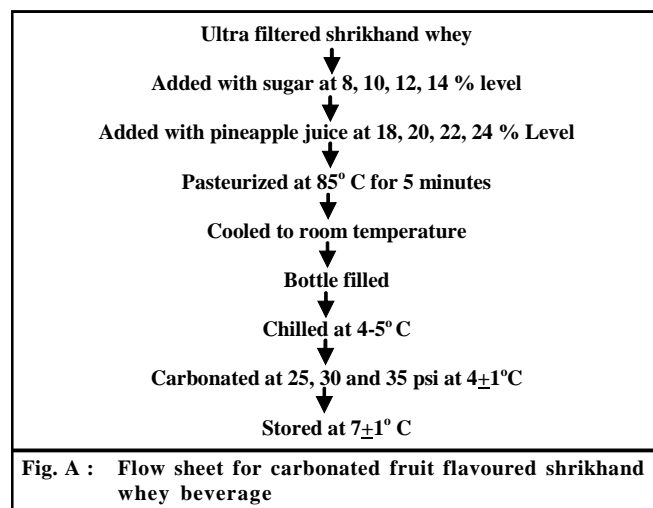 Ultra filtered shrikhand whey
Added with sugar at 8, 10, 12, 14 % level
Added with pineapple juice at 18, 20, 22, 24 % Level
Pasteurized at 85° C for 5 minutes
Cooled to room temperature
Bottle filled
Chilled at 4-5° C
Carbonated at 25, 30 and 35 psi at 4±1°C
Stored at 7±1° C
Fig. A : Flow sheet for carbonated fruit flavoured shrikhand
whey beverage